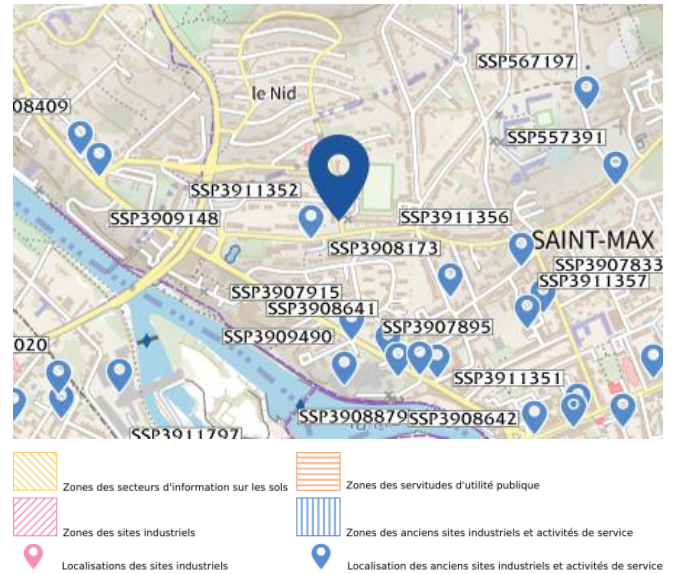 SSP567197
le Nid
08409
SSP557391
SSP3911352
SSP3909148
SSP3911356
SAINT-MAX
SSP3908173
SSP3907833
SSP3911357
SSP3907915
SSP3908641
SSP3907895
SSP3909490
020
SSP3911351
SSP3908879
SSP3908642
SSP3911797
Zones des secteurs d'information sur les sols
Zones des servitudes d'utilité publique
Zones des sites industriels
Zones des anciens sites industriels et activités de service
Localisations des sites industriels
Localisation des anciens sites industriels et activités de service